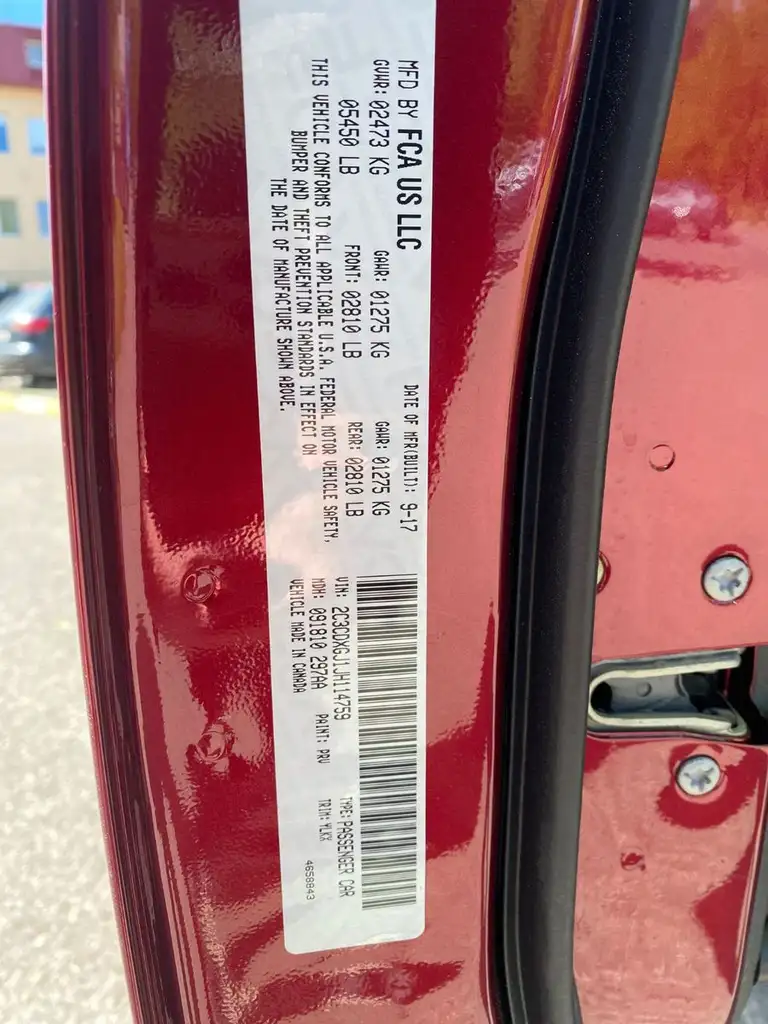 MFD BY FCA US LLC
DATE OF MFR(BUILT): 9-17
GVWR: 02473 KG
GAWR: 01275 KG
GAWR: 01275 KG
05450 LB
FRONT: 02810 LB
REAR: 02810 LB
THIS VEHICLE CONFORMS TO ALL APPLICABLE U.S.A. FEDERAL MOTOR VEHICLE SAFETY,
BUMPER AND THEFT PREVENTION STANDARDS IN EFFECT ON
THE DATE OF MANUFACTURE SHOWN ABOVE.
VIN: 2C3CDXGJ1JH114759
TYPE: PASSENGER CAR
MDH: 091810 297AA
PAINT: PRV
TRIM: YLKX
VEHICLE MADE IN CANADA
4658843